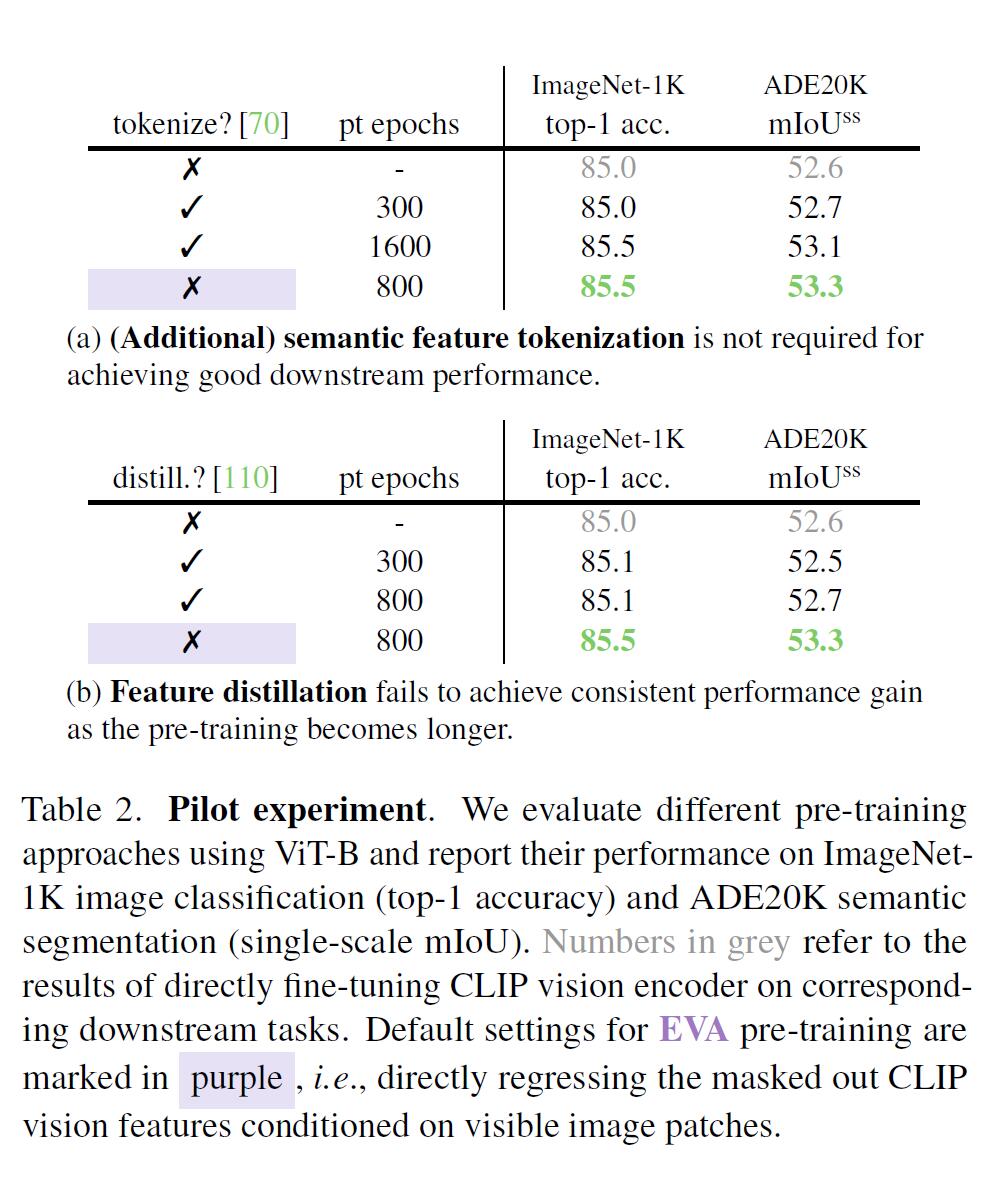 ImageNet-1K ADE20K
tokenize? [70] pt epochs top-1 acc. mIoUˢˢ
✗ - 85.0 52.6
✓ 300 85.0 52.7
✓ 1600 85.5 53.1
✗ 800 85.5 53.3
(a) (Additional) semantic feature tokenization is not required for
achieving good downstream performance.
ImageNet-1K ADE20K
distill.? [110] pt epochs top-1 acc. mIoUˢˢ
✗ - 85.0 52.6
✓ 300 85.1 52.5
✓ 800 85.1 52.7
✗ 800 85.5 53.3
(b) Feature distillation fails to achieve consistent performance gain
as the pre-training becomes longer.
Table 2. Pilot experiment. We evaluate different pre-training
approaches using ViT-B and report their performance on ImageNet-
1K image classification (top-1 accuracy) and ADE20K semantic
segmentation (single-scale mIoU). Numbers in grey refer to the
results of directly fine-tuning CLIP vision encoder on correspond-
ing downstream tasks. Default settings for EVA pre-training are
marked in purple , i.e., directly regressing the masked out CLIP
vision features conditioned on visible image patches.